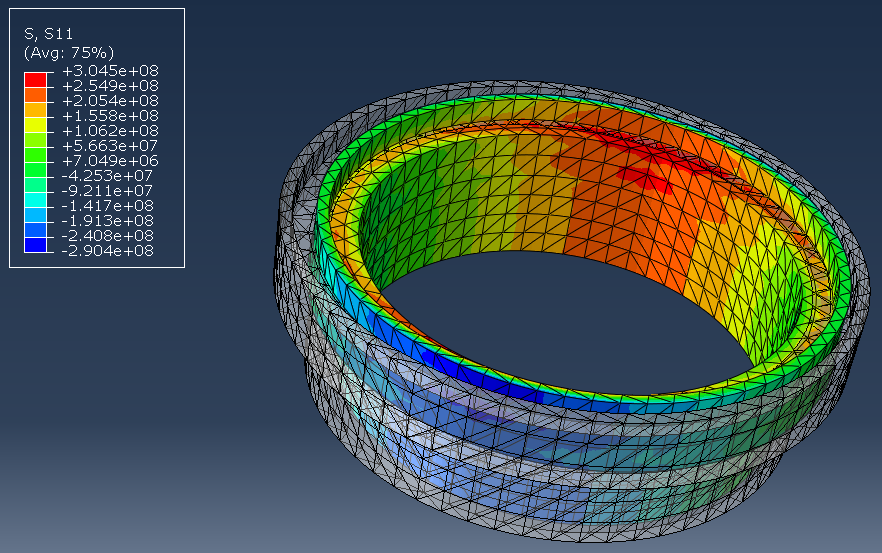 S, S11
(Avg: 75%)
+3.045e+08
+2.549e+08
+2.054e+08
+1.558e+08
+1.062e+08
+5.663e+07
+7.049e+06
-4.253e+07
-9.211e+07
-1.417e+08
-1.913e+08
-2.408e+08
-2.904e+08